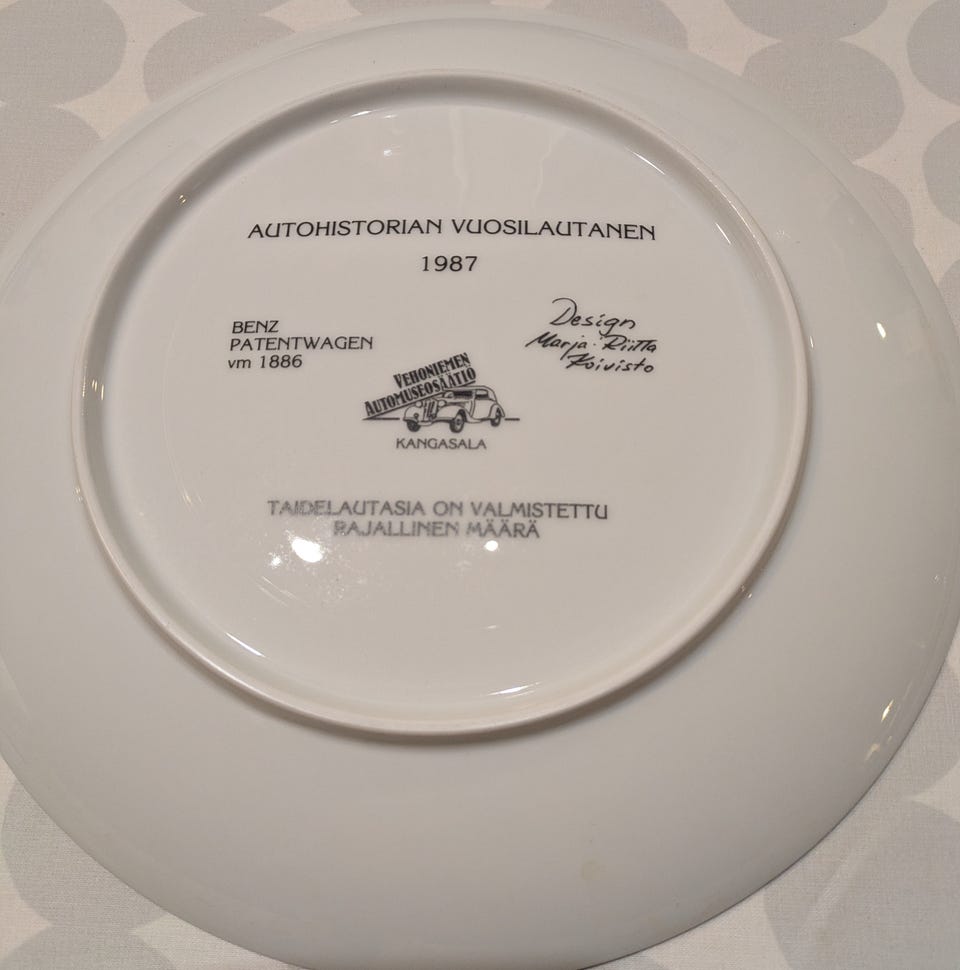 AUTOHISTORIAN VUOSILAUTANEN
1987
BENZ
PATENTWAGEN
vm 1886
Design
Marja-Riitta
Koivisto
VEHONIEMEN
AUTOMUSEOSÄÄTIÖ
KANGASALA
TAIDELAUTASIA ON VALMISTETTU
RAJALLINEN MÄÄRÄ